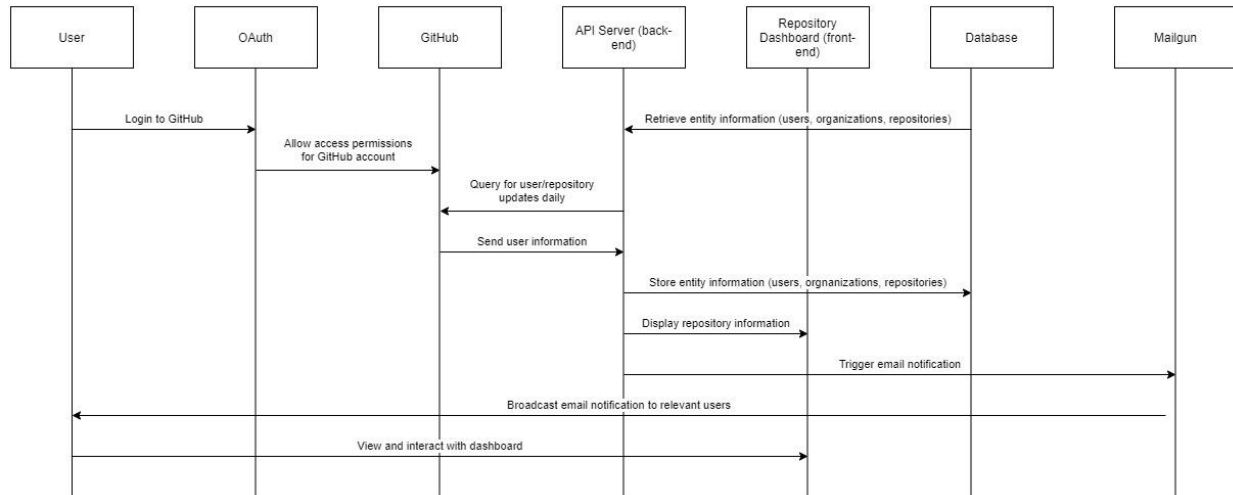 User
OAuth
GitHub
API Server (back-
end)
Repository
Dashboard (front-
end)
Database
Mailgun
Login to GitHub
Retrieve entity information (users, organizations, repositories)
Allow access permissions
for GitHub account
Query for user/repository
updates daily
Send user information
Store entity information (users, orgnanizations, repositories)
Display repository information
Trigger email notification
Broadcast email notification to relevant users
View and interact with dashboard